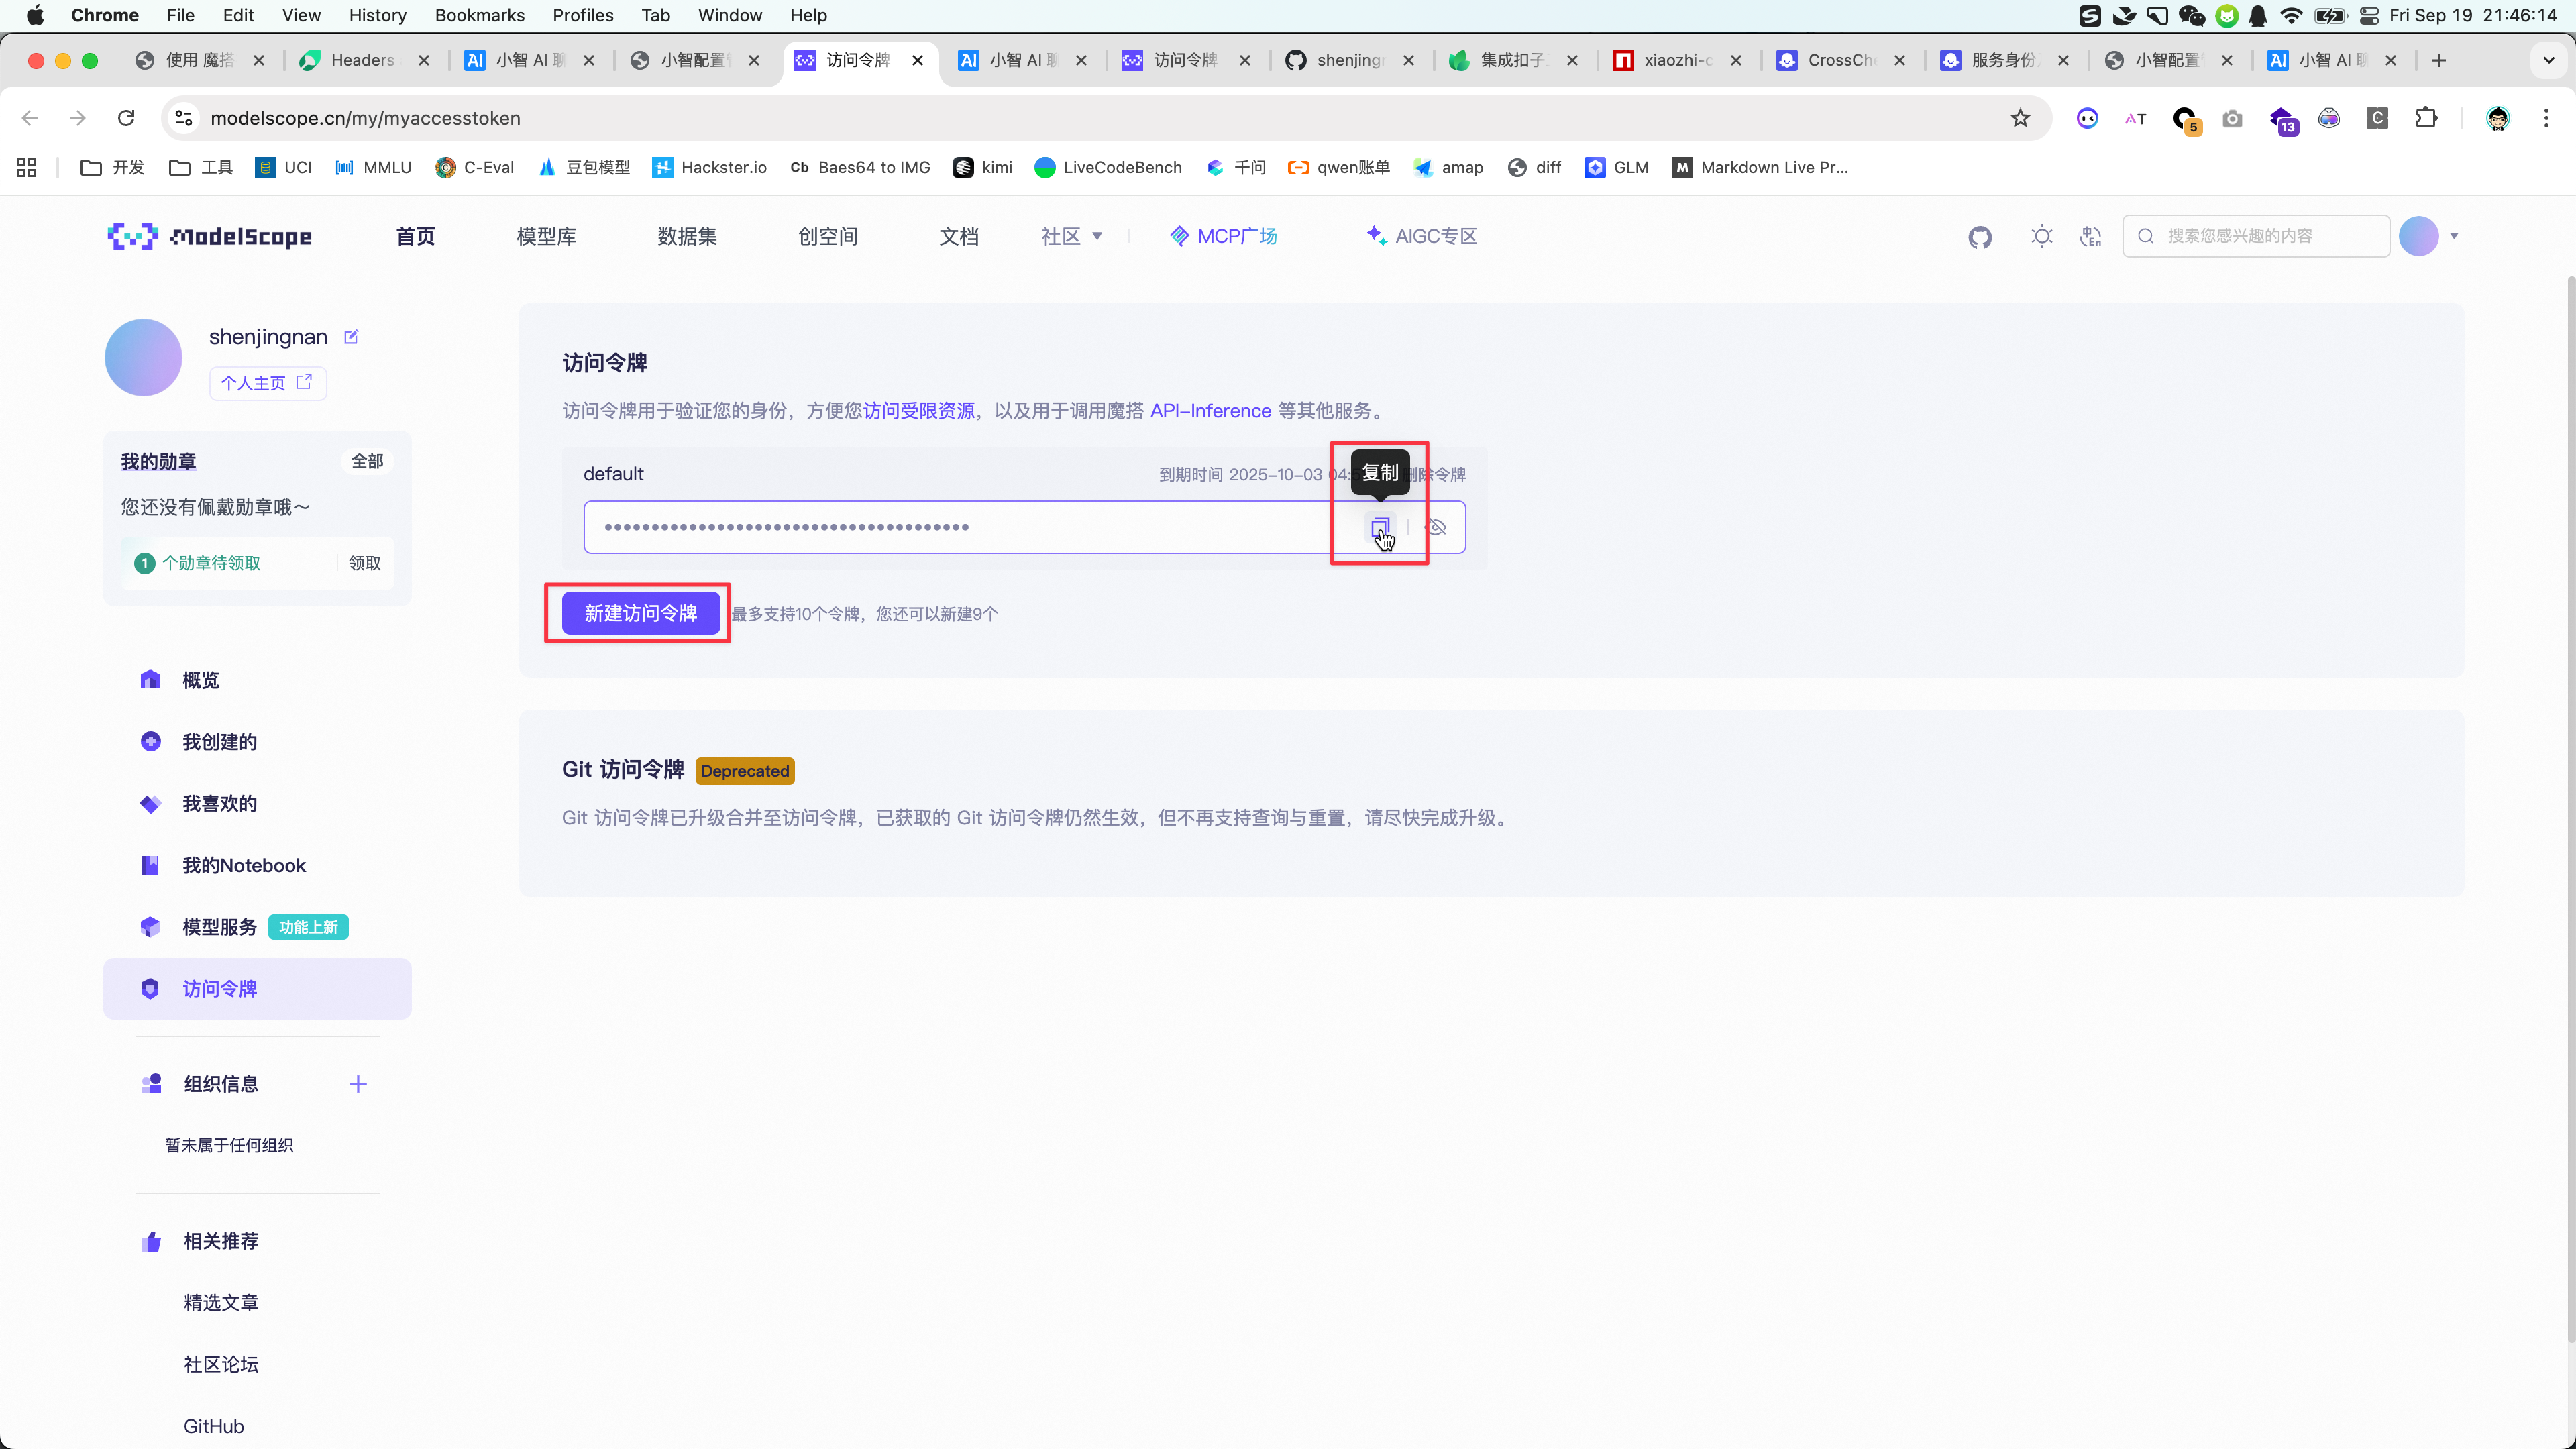 Chrome File Edit View History Bookmarks Profiles Tab Window Help Fri Sep 19 21:46:14
使用 魔搭 Headers 小智 AI 聊 小智配置 访问令牌 小智 AI 聊 访问令牌 shenjing 集成扣子 xiaozhi-c CrossCh 服务身份 小智配置 小智 AI 聊
modelscope.cn/my/myaccesstoken
5 13
开发 工具 UCI MMLU C-Eval 豆包模型 Hackster.io Cb Baes64 to IMG kimi LiveCodeBench 千问 qwen账单 amap diff GLM Markdown Live Pr...
ModelScope 首页 模型库 数据集 创空间 文档 社区 MCP广场 AIGC专区 搜索您感兴趣的内容
shenjingnan
个人主页
我的勋章 全部
您还没有佩戴勋章哦～
1 个勋章待领取 领取
概览
我创建的
我喜欢的
我的Notebook
模型服务 功能上新
访问令牌
组织信息
暂未属于任何组织
相关推荐
精选文章
社区论坛
GitHub
访问令牌
访问令牌用于验证您的身份，方便您访问受限资源，以及用于调用魔搭 API-Inference 等其他服务。
default 到期时间 2025-10-03 04: 复制 删除令牌
•••••••••••••••••••••••••••••••••••••••
新建访问令牌 最多支持10个令牌，您还可以新建9个
Git 访问令牌 Deprecated
Git 访问令牌已升级合并至访问令牌，已获取的 Git 访问令牌仍然生效，但不再支持查询与重置，请尽快完成升级。